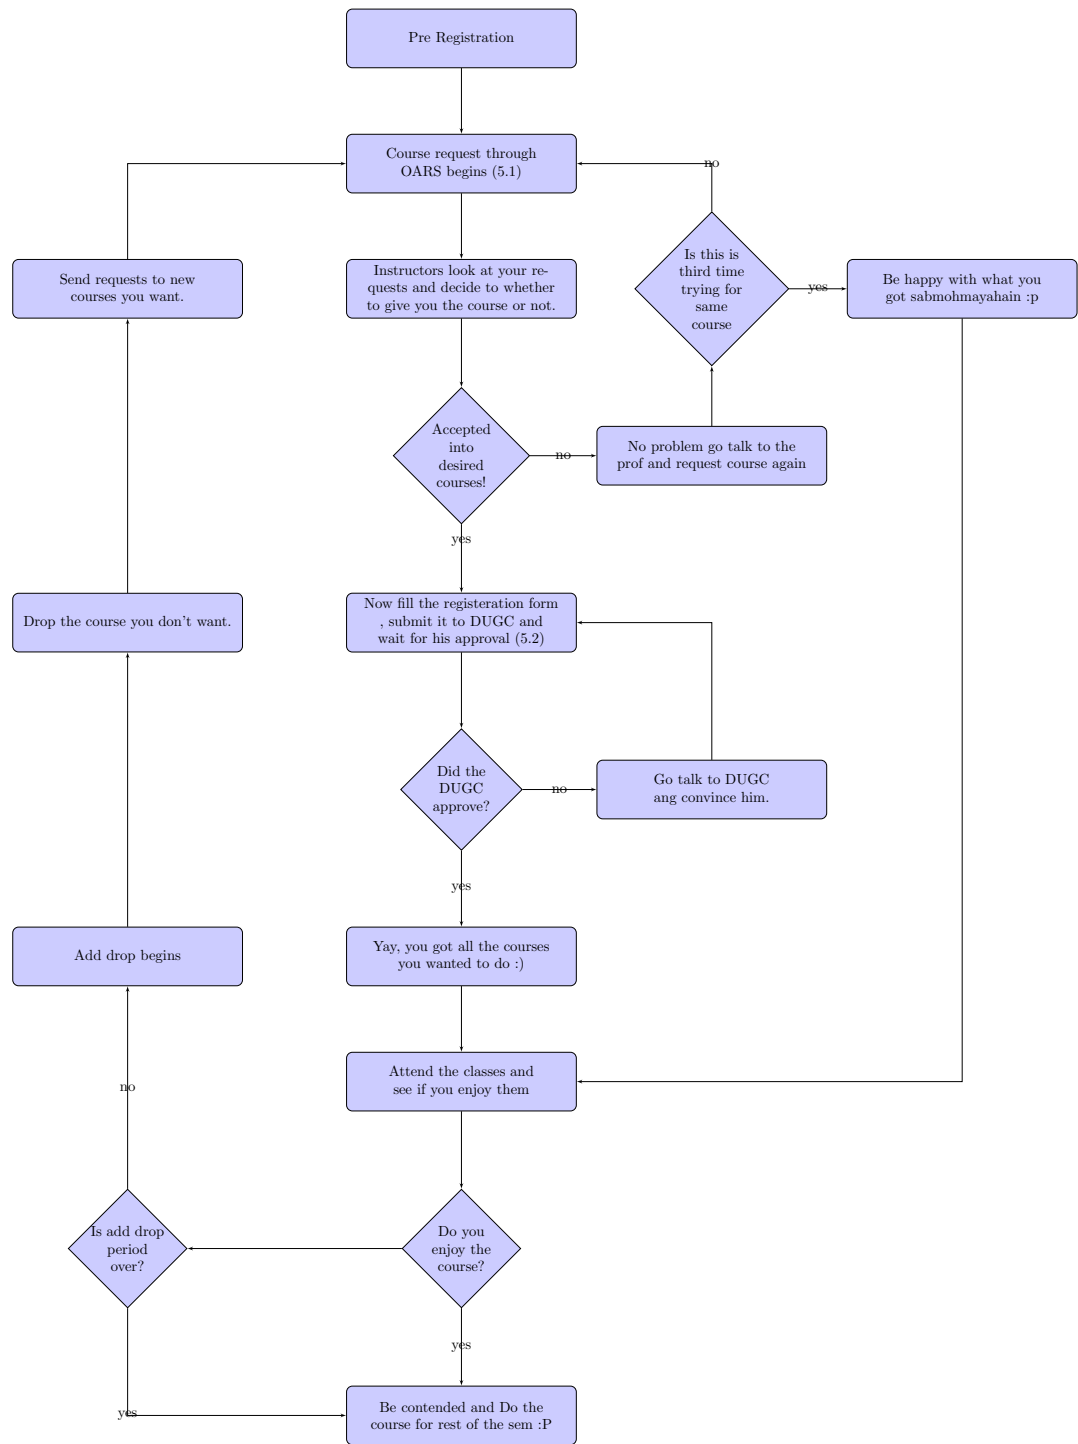 Pre Registration
Course request through
OARS begins (5.1)
no
Send requests to new
courses you want.
Instructors look at your re-
quests and decide to whether
to give you the course or not.
Is this is
third time
trying for
same
course
yes
Be happy with what you
got sabmohmayahain :p
Accepted
into
desired
courses!
no
No problem go talk to the
prof and request course again
yes
Drop the course you don't want.
Now fill the registeration form
, submit it to DUGC and
wait for his approval (5.2)
Did the
DUGC
approve?
no
Go talk to DUGC
ang convince him.
yes
Add drop begins
Yay, you got all the courses
you wanted to do :)
Attend the classes and
see if you enjoy them
no
Is add drop
period
over?
Do you
enjoy the
course?
yes
yes
Be contended and Do the
course for rest of the sem :P